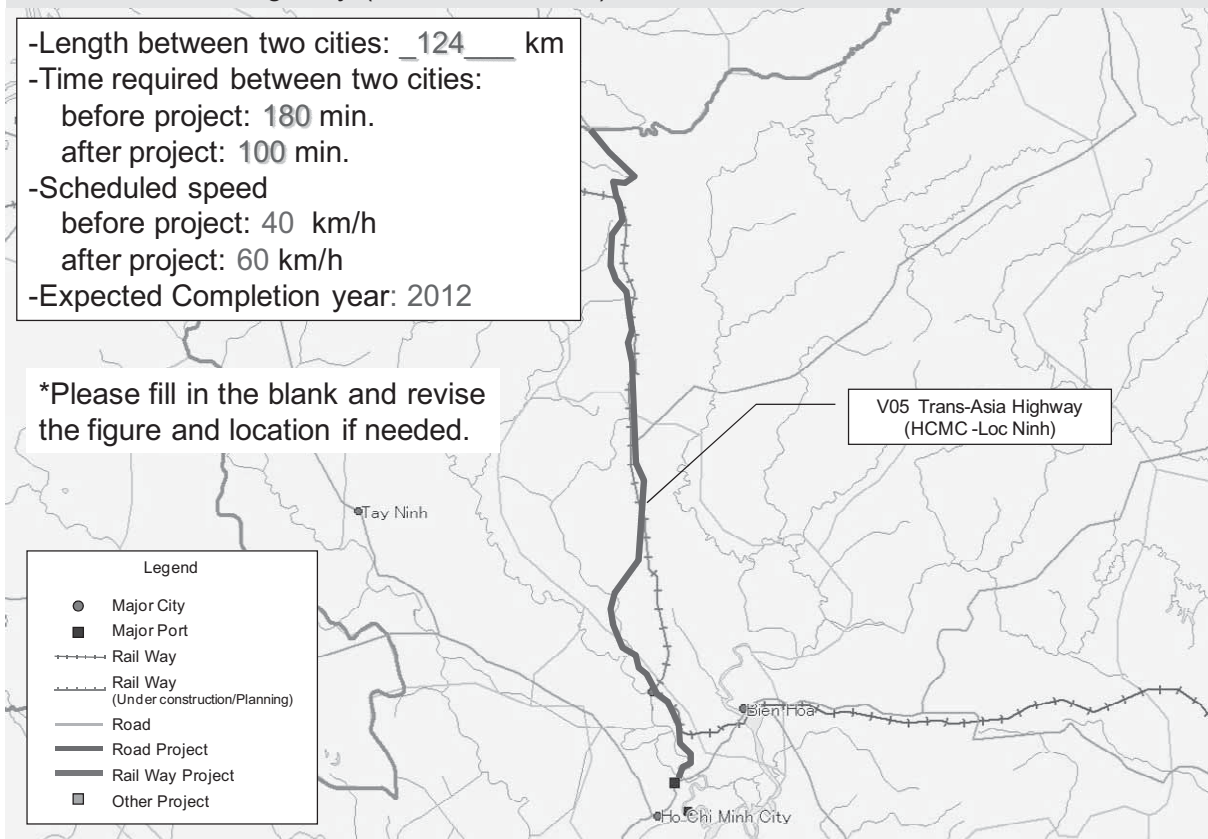 -Length between two cities: _124___ km
-Time required between two cities:
before project: 180 min.
after project: 100 min.
-Scheduled speed
before project: 40 km/h
after project: 60 km/h
-Expected Completion year: 2012
*Please fill in the blank and revise
the figure and location if needed.
V05 Trans-Asia Highway
(HCMC -Loc Ninh)
Tay Ninh
Bien Hoa
Ho Chi Minh City
Legend
Major City
Major Port
Rail Way
Rail Way
(Under construction/Planning)
Road
Road Project
Rail Way Project
Other Project